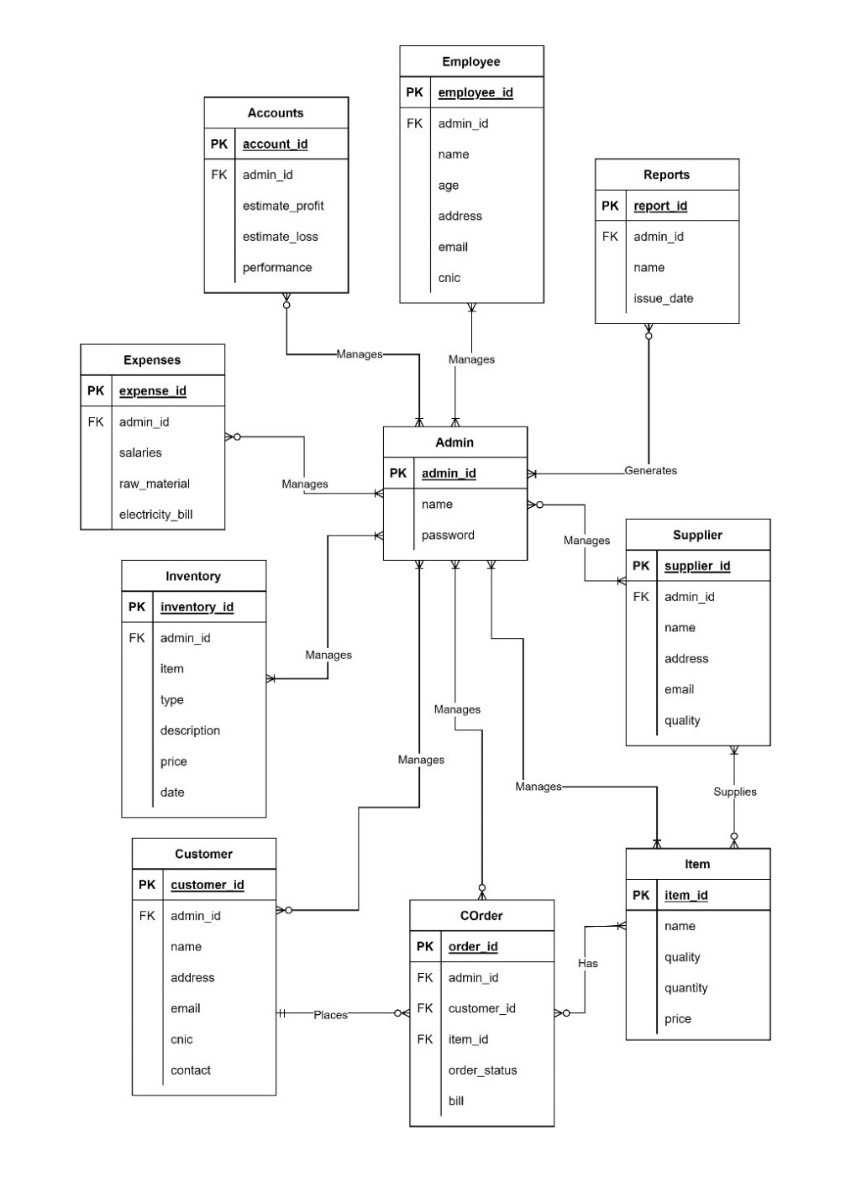 Employee
PK employee_id
FK admin_id
name
age
address
email
cnic
Accounts
PK account_id
FK admin_id
estimate_profit
estimate_loss
performance
Reports
PK report_id
FK admin_id
name
issue_date
Manages
Manages
Expenses
PK expense_id
FK admin_id
salaries
raw_material
electricity_bill
Manages
Admin
PK admin_id
name
password
Generates
Manages
Supplier
PK supplier_id
FK admin_id
name
address
email
quality
Inventory
PK inventory_id
FK admin_id
item
type
description
price
date
Manages
Manages
Manages
Manages
Supplies
Customer
PK customer_id
FK admin_id
name
address
email
cnic
contact
Places
COrder
PK order_id
FK admin_id
FK customer_id
FK item_id
order_status
bill
Has
Item
PK item_id
name
quality
quantity
price